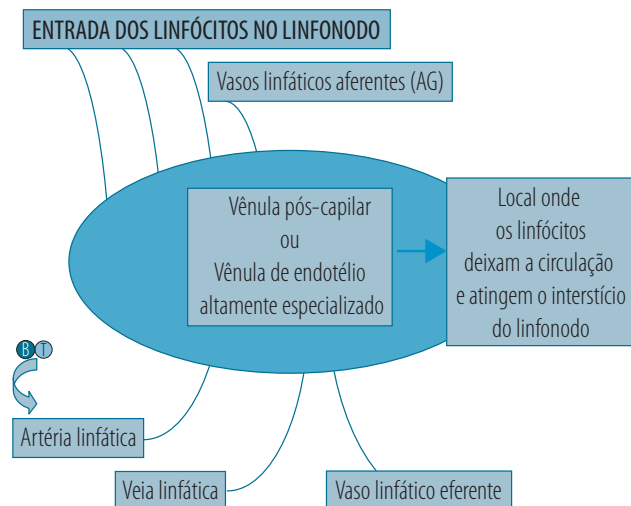 ENTRADA DOS LINFÓCITOS NO LINFONODO
Vasos linfáticos aferentes (AG)
Vênula pós-capilar
ou
Vênula de endotélio
altamente especializado
Local onde
os linfócitos
deixam a circulação
e atingem o interstício
do linfonodo
B T
Artéria linfática
Veia linfática
Vaso linfático eferente